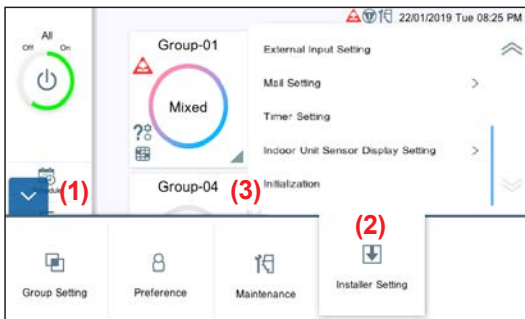 22/01/2019 Tue 08:25 PM
All
Off On
Group-01
Mixed
Group-04
External Input Setting
Mail Setting
Timer Setting
Indoor Unit Sensor Display Setting
Initialization
(1)
(3)
(2)
Group Setting
Preference
Maintenance
Installer Setting